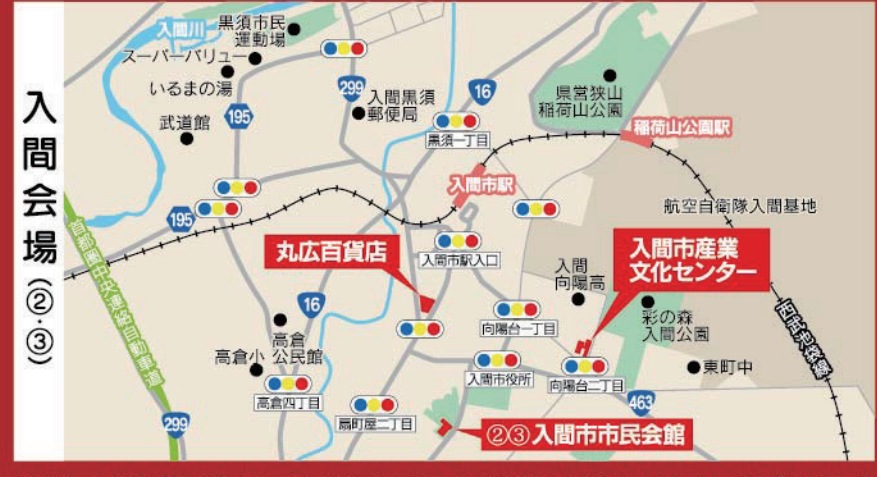 入間会場(②·③)
入間川
黒須市民
運動場
スーパーバリュー
いるまの湯
武道館
195
299
入間黒須
郵便局
16
黒須一丁目
県営狭山
稲荷山公園
稲荷山公園駅
入間市駅
航空自衛隊入間基地
195
首都圏中央連絡自動車道
丸広百貨店
入間市駅入口
入間
向陽高
入間市産業
文化センター
彩の森
入間公園
西武池袋線
16
高倉
公民館
高倉小
高倉四丁目
向陽台一丁目
入間市役所
向陽台二丁目
東町中
463
扇町屋二丁目
299
②③入間市市民会館